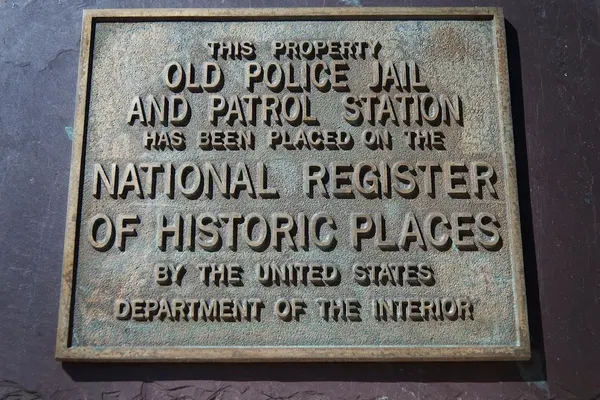 THIS PROPERTY
OLD POLICE JAIL
AND PATROL STATION
HAS BEEN PLACED ON THE
NATIONAL REGISTER
OF HISTORIC PLACES
BY THE UNITED STATES
DEPARTMENT OF THE INTERIOR